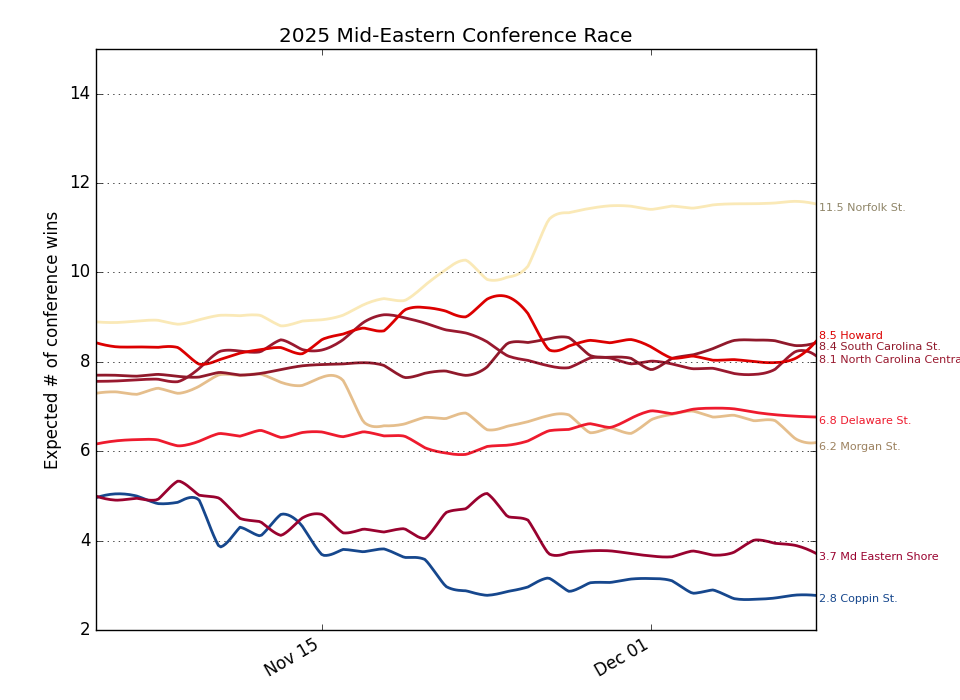 2025 Mid-Eastern Conference Race
Expected # of conference wins
14
12
10
8
6
4
2
Nov 15
Dec 01
11.5 Norfolk St.
8.5 Howard
8.4 South Carolina St.
8.1 North Carolina Centra
6.8 Delaware St.
6.2 Morgan St.
3.7 Md Eastern Shore
2.8 Coppin St.